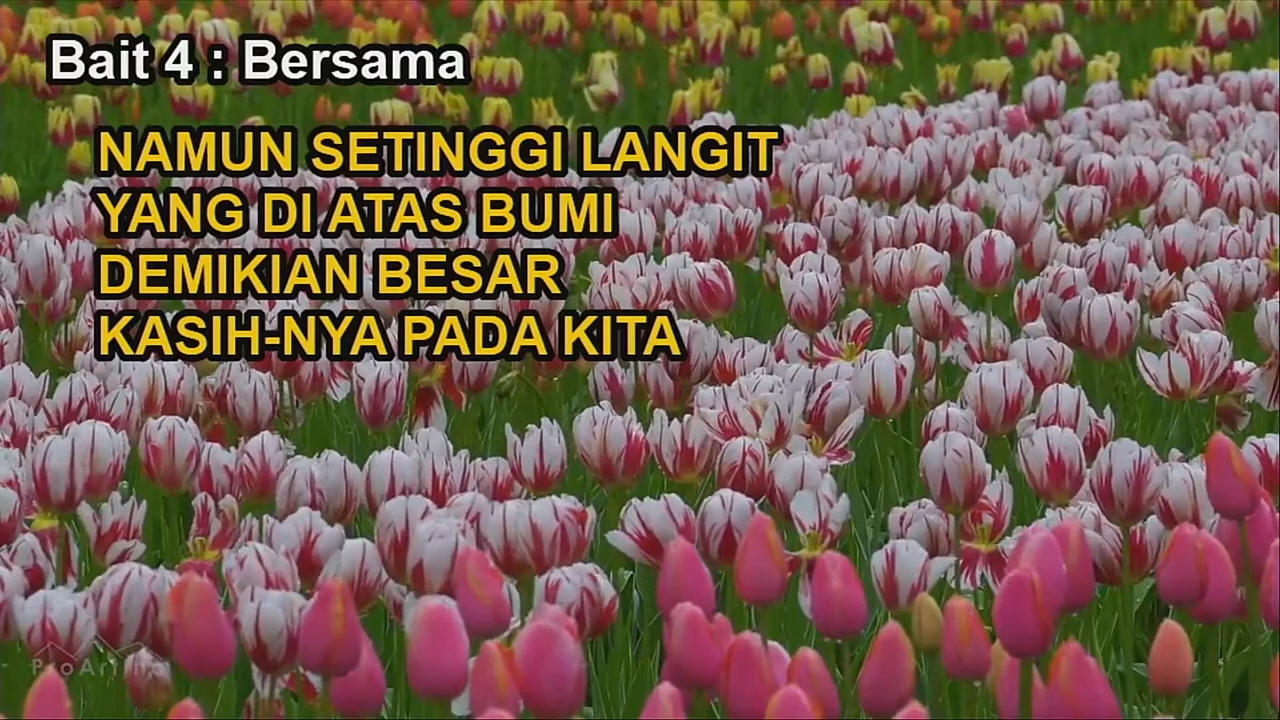 Bait 4 : Bersama
NAMUN SETINGGI LANGIT
YANG DI ATAS BUMI
DEMIKIAN BESAR
KASIH-NYA PADA KITA